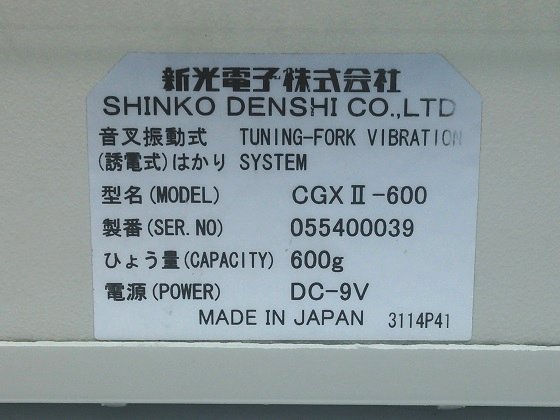 新光電子株式会社
SHINKO DENSHI CO.,LTD
音叉振動式 TUNING-FORK VIBRATION
(誘電式)はかり SYSTEM
型名(MODEL) CGXⅡ-600
製番(SER.NO) 055400039
ひょう量(CAPACITY) 600g
電源(POWER) DC-9V
MADE IN JAPAN 3114P41